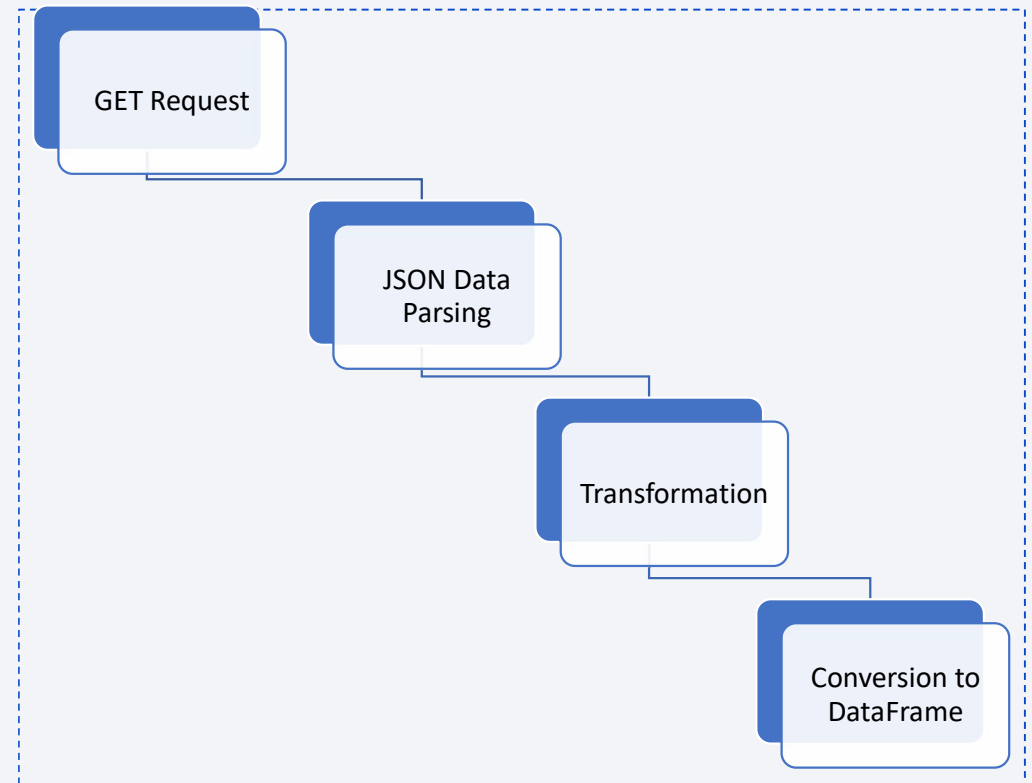 GET Request
JSON Data
Parsing
Transformation
Conversion to
DataFrame